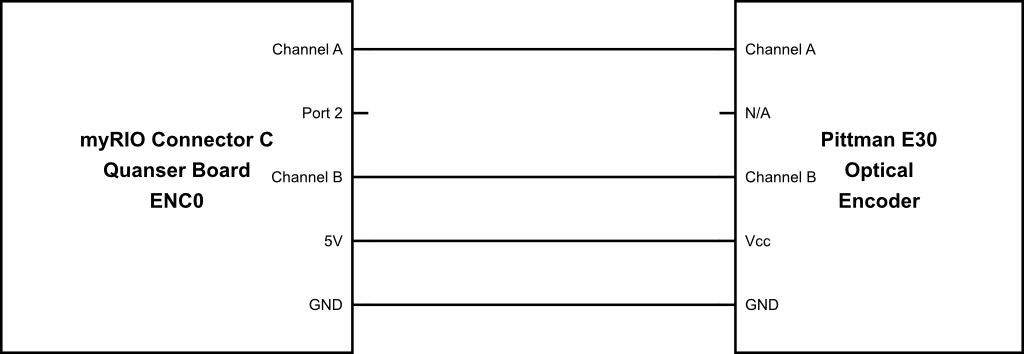 Channel A
Port 2
myRIO Connector C
Quanser Board
ENC0
Channel B
5V
GND
Channel A
N/A
Pittman E30
Optical
Encoder
Channel B
Vcc
GND